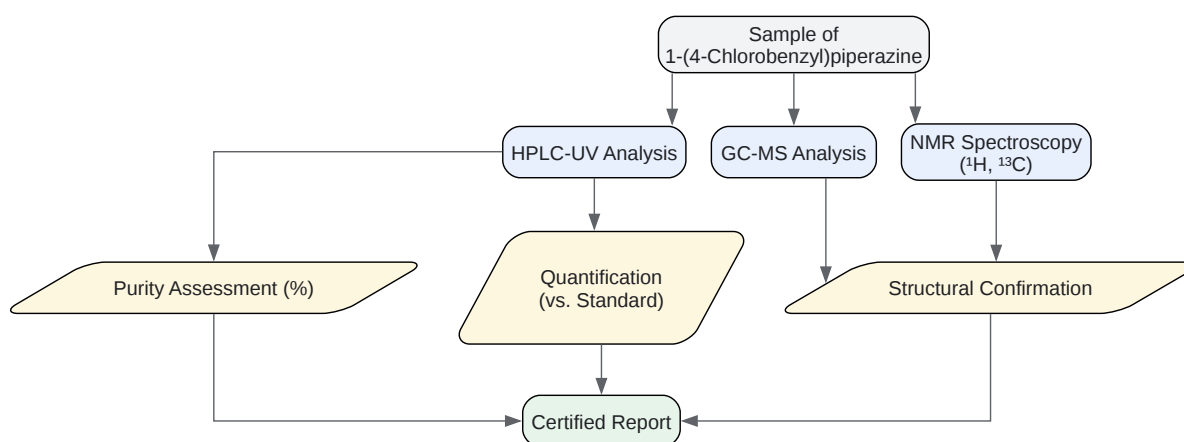 Sample of
1-(4-Chlorobenzyl)piperazine
HPLC-UV Analysis
GC-MS Analysis
NMR Spectroscopy
(¹H, ¹³C)
Purity Assessment (%)
Quantification
(vs. Standard)
Structural Confirmation
Certified Report